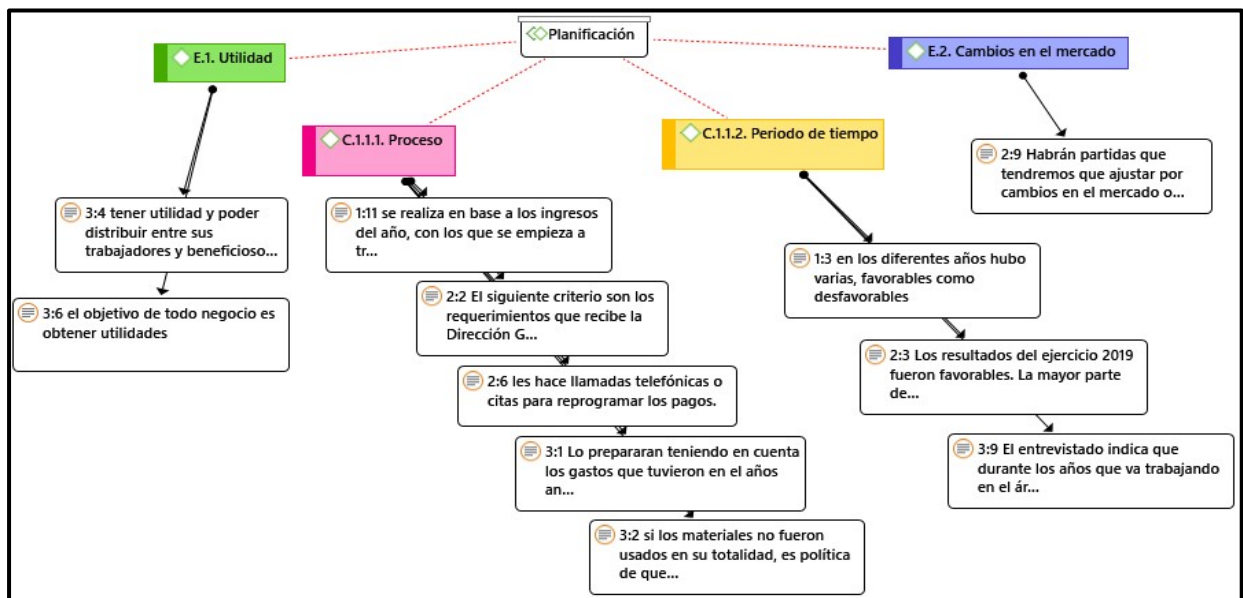 Planificación
E.1. Utilidad
E.2. Cambios en el mercado
C.1.1.1. Proceso
C.1.1.2. Periodo de tiempo
3:4 tener utilidad y poder
distribuir entre sus
trabajadores y beneficioso...
3:6 el objetivo de todo negocio es
obtener utilidades
1:11 se realiza en base a los ingresos
del año, con los que se empieza a
tr...
2:2 El siguiente criterio son los
requerimientos que recibe la
Dirección G...
2:6 les hace llamadas telefónicas o
citas para reprogramar los pagos.
3:1 Lo prepararan teniendo en cuenta
los gastos que tuvieron en el años
an...
3:2 si los materiales no fueron
usados en su totalidad, es política
de que...
1:3 en los diferentes años hubo
varias, favorables como
desfavorables
2:3 Los resultados del ejercicio 2019
fueron favorables. La mayor parte
de...
3:9 El entrevistado indica que
durante los años que va trabajando
en el ár...
2:9 Habrán partidas que
tendremos que ajustar por
cambios en el mercado o...